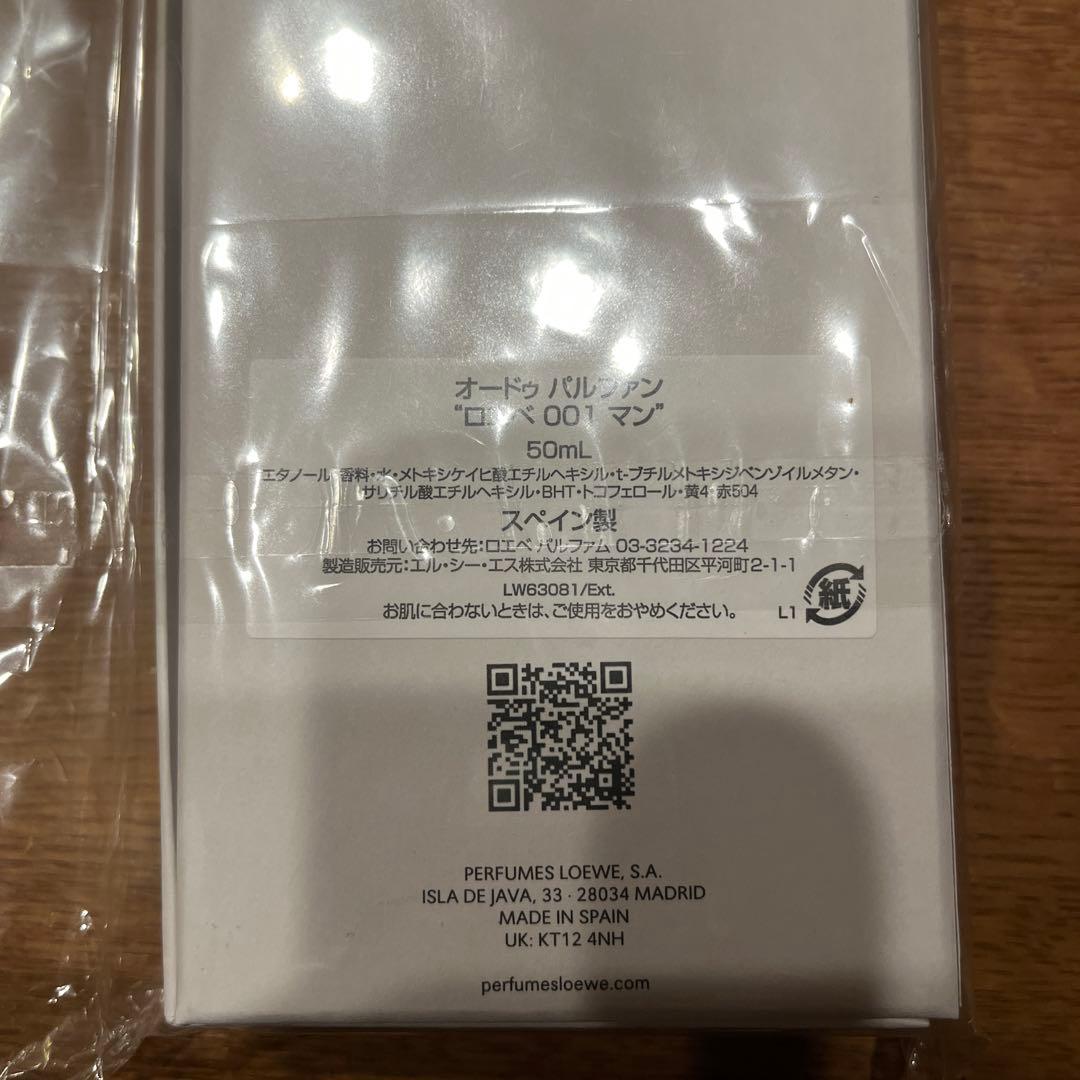 オードゥ パルファン
“ロエベ 001 マン”
50mL
エタノール・香料・水・メトキシケイヒ酸エチルヘキシル・t-ブチルメトキシジベンゾイルメタン・
サリチル酸エチルヘキシル・BHT・トコフェロール・黄4・赤504
スペイン製
お問い合わせ先:ロエベ パルファム 03-3234-1224
製造販売元:エル・シー・エス株式会社 東京都千代田区平河町2-1-1
LW63081/Ext.
お肌に合わないときは、ご使用をおやめください。
L1
紙
PERFUMES LOEWE, S.A.
ISLA DE JAVA, 33 · 28034 MADRID
MADE IN SPAIN
UK: KT12 4NH
perfumesloewe.com